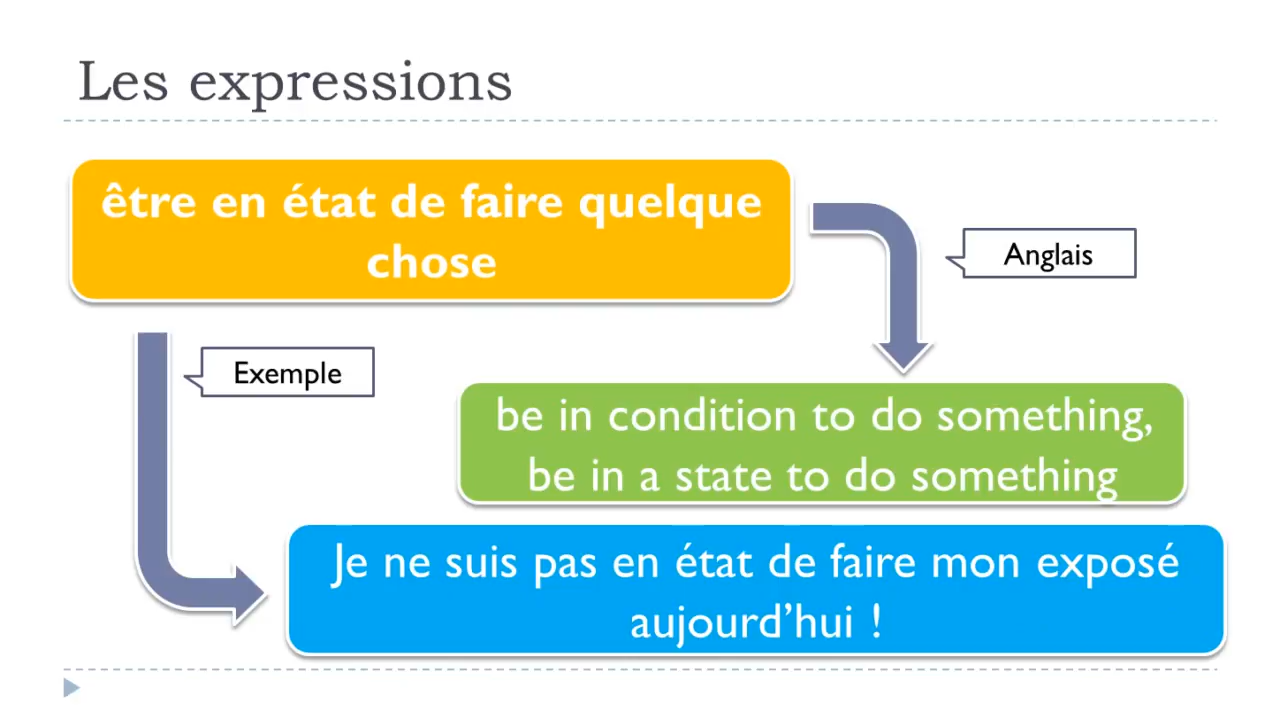 Les expressions
être en état de faire quelque
chose
Anglais
Exemple
be in condition to do something,
be in a state to do something
Je ne suis pas en état de faire mon exposé
aujourd’hui !